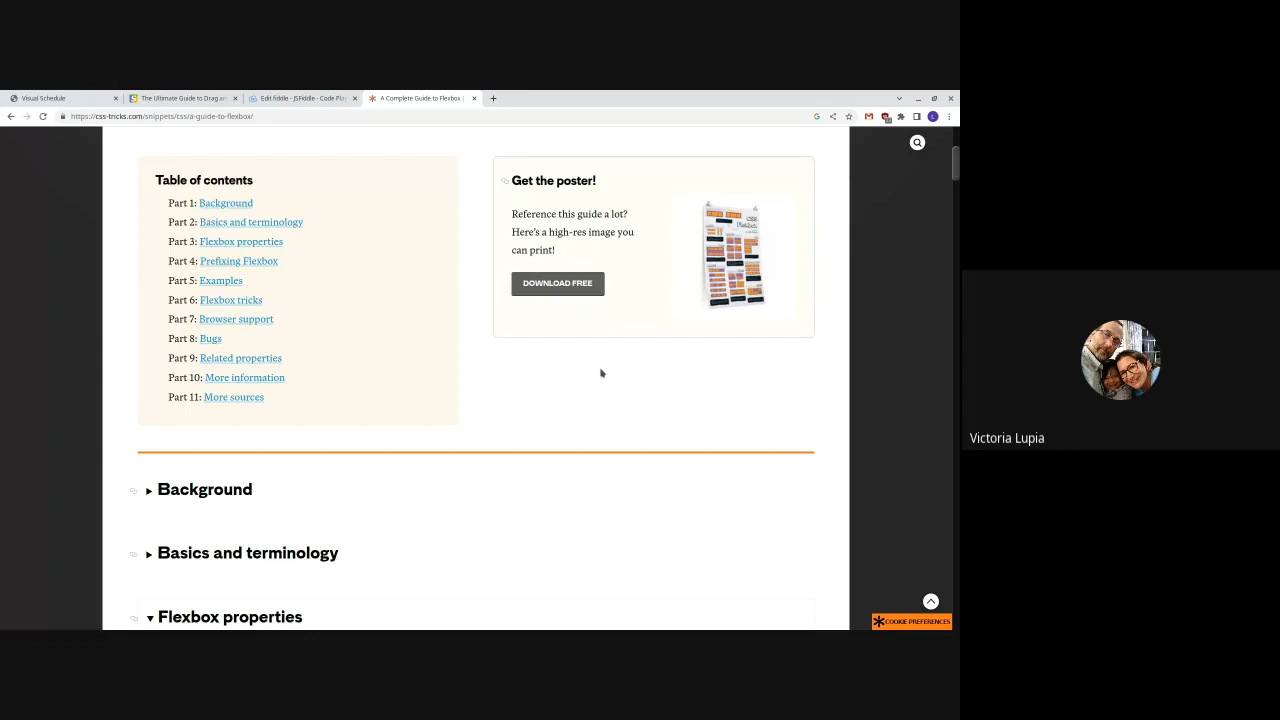 Visual Schedule
The Ultimate Guide to Drag an
Edit fiddle - JSFiddle - Code Play
A Complete Guide to Flexbox |
https://css-tricks.com/snippets/css/a-guide-to-flexbox/
Table of contents
Part 1: Background
Part 2: Basics and terminology
Part 3: Flexbox properties
Part 4: Prefixing Flexbox
Part 5: Examples
Part 6: Flexbox tricks
Part 7: Browser support
Part 8: Bugs
Part 9: Related properties
Part 10: More information
Part 11: More sources
Get the poster!
Reference this guide a lot?
Here's a high-res image you
can print!
DOWNLOAD FREE
CSS
Flexbox
Background
Basics and terminology
Flexbox properties
COOKIE PREFERENCES
Victoria Lupia